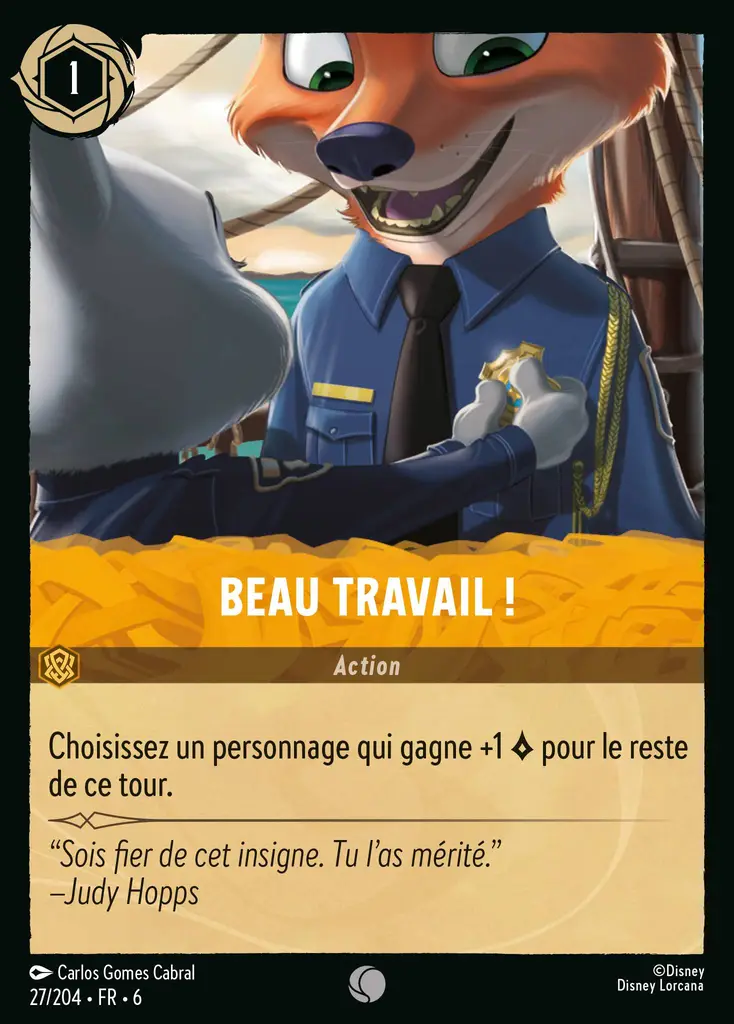 1
BEAU TRAVAIL !
Action
Choisissez un personnage qui gagne +1 pour le reste
de ce tour.
“Sois fier de cet insigne. Tu l’as mérité.”
–Judy Hopps
Carlos Gomes Cabral
27/204 • FR • 6
©Disney
Disney Lorcana